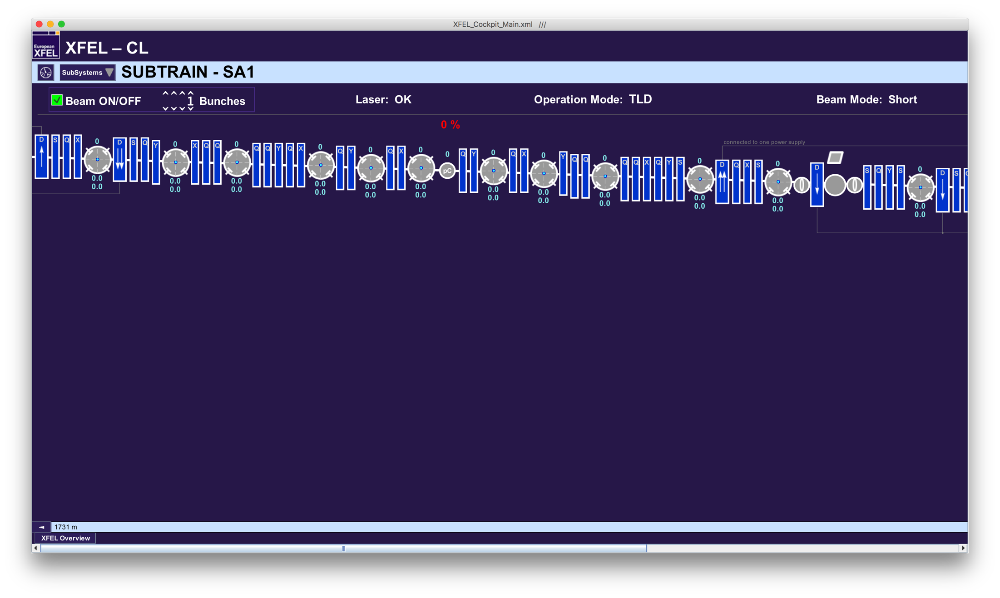 XFEL_Cockpit_Main.xml ///
European
XFEL
XFEL – CL
SubSystems
SUBTRAIN - SA1
Beam ON/OFF
1 Bunches
Laser: OK
Operation Mode: TLD
Beam Mode: Short
0 %
connected to one power supply
D S Q X 0 D S Q Y 0 X Q Q 0 Q Q Y Q X 0 Q Y 0 Q X 0 0 Q Y 0 Q X 0 Y Q Q 0 Q Q X Q Y S 0 D Q X S 0 D S Q Y S 0 D S
pC
0.0 0.0 0.0 0.0 0.0 0.0 0.0 0.0 0.0 0.0 0.0 0.0
0.0 0.0 0.0 0.0 0.0 0.0 0.0 0.0 0.0 0.0 0.0 0.0
1731 m
XFEL Overview